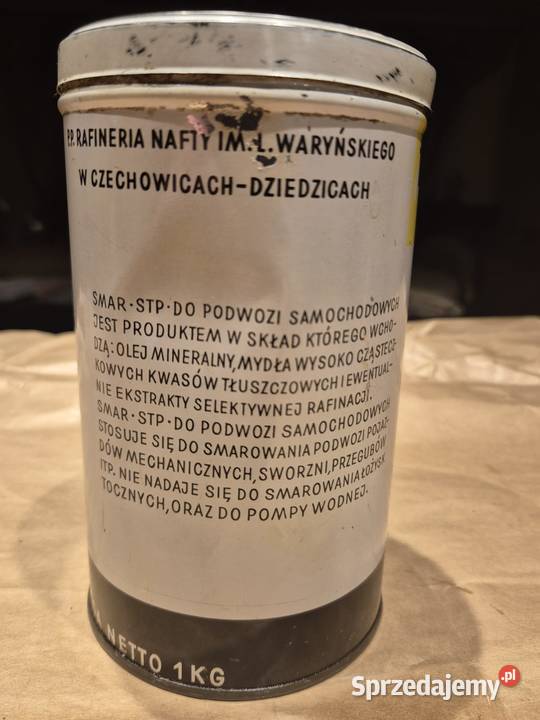 P.P. RAFINERIA NAFTY IM. L. WARYŃSKIEGO
W CZECHOWICACH-DZIEDZICACH
SMAR·STP·DO PODWOZI SAMOCHODOWYCH
JEST PRODUKTEM W SKŁAD KTÓREGO WCHO-
DZĄ: OLEJ MINERALNY, MYDŁA WYSOKO CZĄSTECZ-
KOWYCH KWASÓW TŁUSZCZOWYCH I EWENTUAL-
NIE EKSTRAKTY SELEKTYWNEJ RAFINACJI.
SMAR·STP·DO PODWOZI SAMOCHODOWYCH
STOSUJE SIĘ DO SMAROWANIA PODWOZI POJAZ-
DÓW MECHANICZNYCH, SWORZNI, PRZEGUBÓW
ITP. NIE NADAJE SIĘ DO SMAROWANIA ŁOŻYSK
TOCZNYCH, ORAZ DO POMPY WODNEJ.
NETTO 1 KG
Sprzedajemy.pl